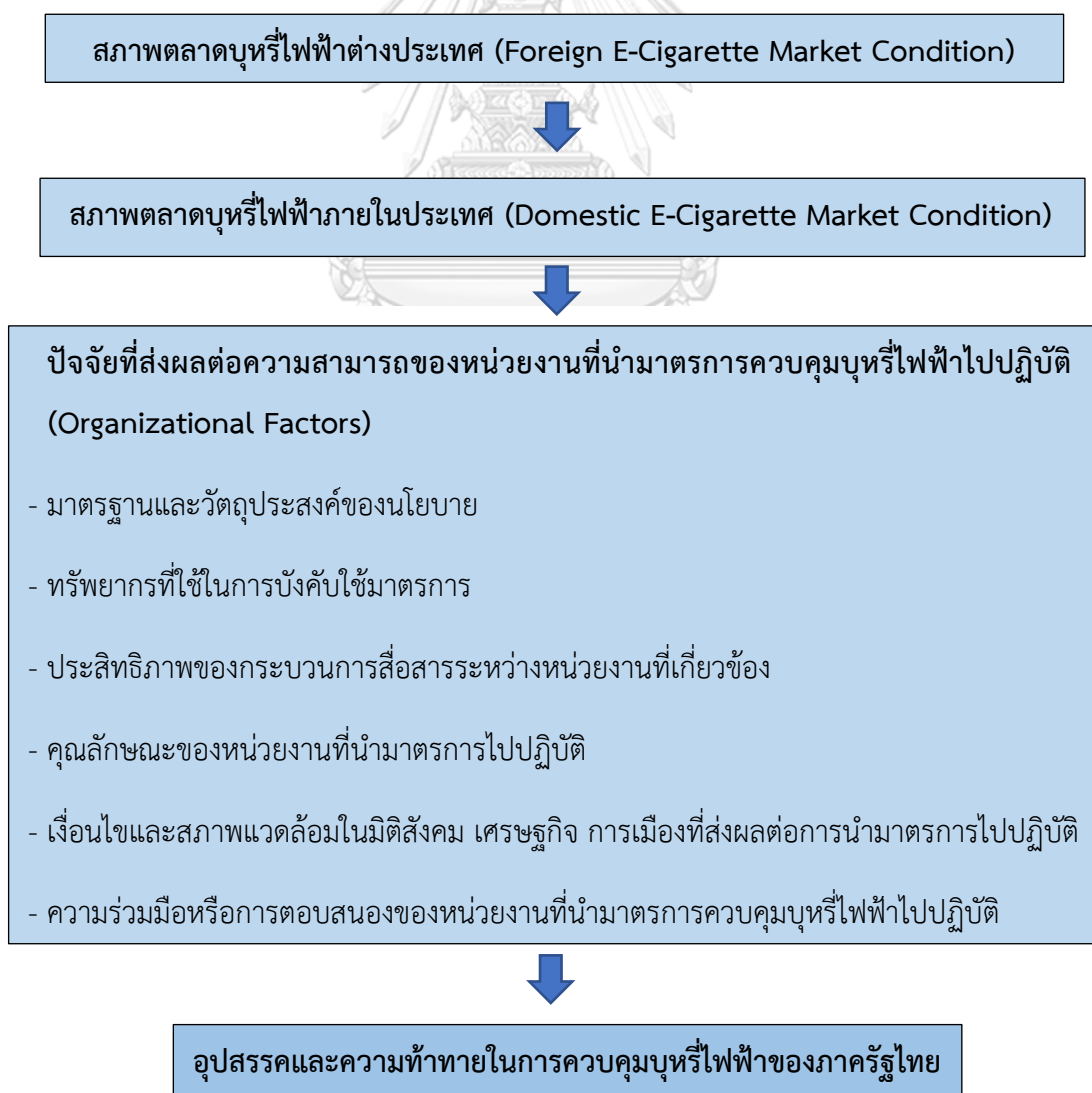 สภาพตลาดบุหรี่ไฟฟ้าต่างประเทศ (Foreign E-Cigarette Market Condition)
สภาพตลาดบุหรี่ไฟฟ้าภายในประเทศ (Domestic E-Cigarette Market Condition)
ปัจจัยที่ส่งผลต่อความสามารถของหน่วยงานที่นำมาตรการควบคุมบุหรี่ไฟฟ้าไปปฏิบัติ
(Organizational Factors)
- มาตรฐานและวัตถุประสงค์ของนโยบาย
- ทรัพยากรที่ใช้ในการบังคับใช้มาตรการ
- ประสิทธิภาพของกระบวนการสื่อสารระหว่างหน่วยงานที่เกี่ยวข้อง
- คุณลักษณะของหน่วยงานที่นำมาตรการไปปฏิบัติ
- เงื่อนไขและสภาพแวดล้อมในมิติสังคม เศรษฐกิจ การเมืองที่ส่งผลต่อการนำมาตรการไปปฏิบัติ
- ความร่วมมือหรือการตอบสนองของหน่วยงานที่นำมาตรการควบคุมบุหรี่ไฟฟ้าไปปฏิบัติ
อุปสรรคและความท้าทายในการควบคุมบุหรี่ไฟฟ้าของภาครัฐไทย